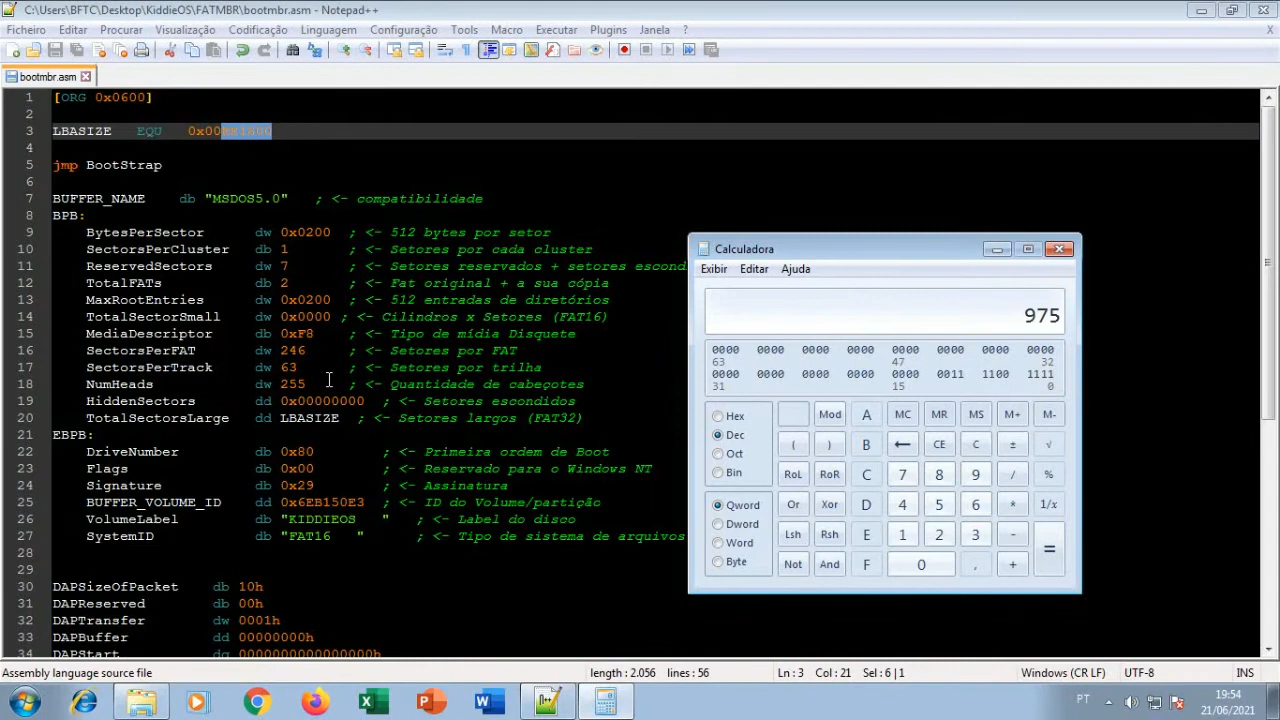 C:\Users\BFTC\Desktop\KiddieOS\FATMBR\bootmbr.asm - Notepad++
Ficheiro Editar Procurar Visualização Codificação Linguagem Configuração Tools Macro Executar Plugins Janela ? X
bootmbr.asm
1 [ORG 0x0600]
2
3 LBASIZE EQU
4
5 jmp BootStrap
6
7 BUFFER_NAME db "MSDOS5.0" ; <- compatibilidade
8 BPB:
9 BytesPerSector dw 0x0200 ; <- 512 bytes por setor
10 SectorsPerCluster db 1 ; <- Setores por cada cluster
11 ReservedSectors dw 7 ; <- Setores reservados + setores escond
12 TotalFATs db 2 ; <- Fat original + a sua cópia
13 MaxRootEntries dw 0x0200 ; <- 512 entradas de diretórios
14 TotalSectorSmall dw 0x0000 ; <- Cilindros x Setores (FAT16)
15 MediaDescriptor db 0xF8 ; <- Tipo de mídia Disquete
16 SectorsPerFAT dw 246 ; <- Setores por FAT
17 SectorsPerTrack dw 63 ; <- Setores por trilha
18 NumHeads dw 255 ; <- Quantidade de cabeçotes
19 HiddenSectors dd 0x00000000 ; <- Setores escondidos
20 TotalSectorsLarge dd LBASIZE ; <- Setores largos (FAT32)
21 EBPB:
22 DriveNumber db 0x80 ; <- Primeira ordem de Boot
23 Flags db 0x00 ; <- Reservado para o Windows NT
24 Signature db 0x29 ; <- Assinatura
25 BUFFER_VOLUME_ID dd 0x6EB150E3 ; <- ID do Volume/partição
26 VolumeLabel db "KIDDIEOS   " ; <- Label do disco
27 SystemID db "FAT16   " ; <- Tipo de sistema de arquivos
28
29
30 DAPSizeOfPacket db 10h
31 DAPReserved db 00h
32 DAPTransfer dw 0001h
33 DAPBuffer dd 00000000h
34 DAPStart dq 0000000000000000h
Calculadora
Exibir Editar Ajuda
975
0000 0000 0000 0000 0000 0000 0000 0000
63 47 32
0000 0000 0000 0000 0000 0011 1100 1111
31 15 0
Hex Mod A MC MR MS M+ M-
Dec ( ) B ← CE C ± √
Oct
Bin RoL RoR C 7 8 9 / %
Qword Or Xor D 4 5 6 * 1/x
Dword
Word Lsh Rsh E 1 2 3 - =
Byte Not And F 0 , +
Assembly language source file length : 2.056 lines : 56 Ln : 3 Col : 21 Sel : 6 | 1 Windows (CR LF) UTF-8 INS
PT 19:54
21/06/2021